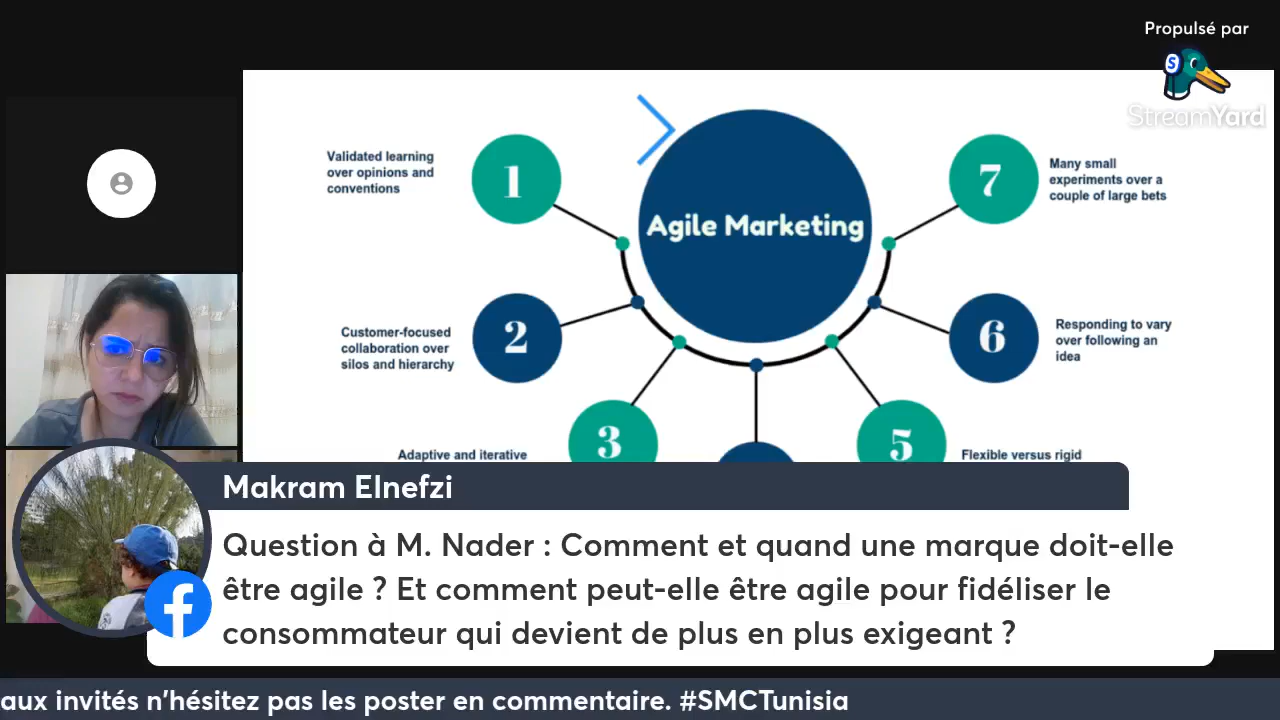 Propulsé par
StreamYard
Agile Marketing
1
Validated learning
over opinions and
conventions
2
Customer-focused
collaboration over
silos and hierarchy
3
Adaptive and iterative
5
Flexible versus rigid
6
Responding to vary
over following an
idea
7
Many small
experiments over a
couple of large bets
Makram Elnefzi
Question à M. Nader : Comment et quand une marque doit-elle
être agile ? Et comment peut-elle être agile pour fidéliser le
consommateur qui devient de plus en plus exigeant ?
aux invités n'hésitez pas les poster en commentaire. #SMCTunisia